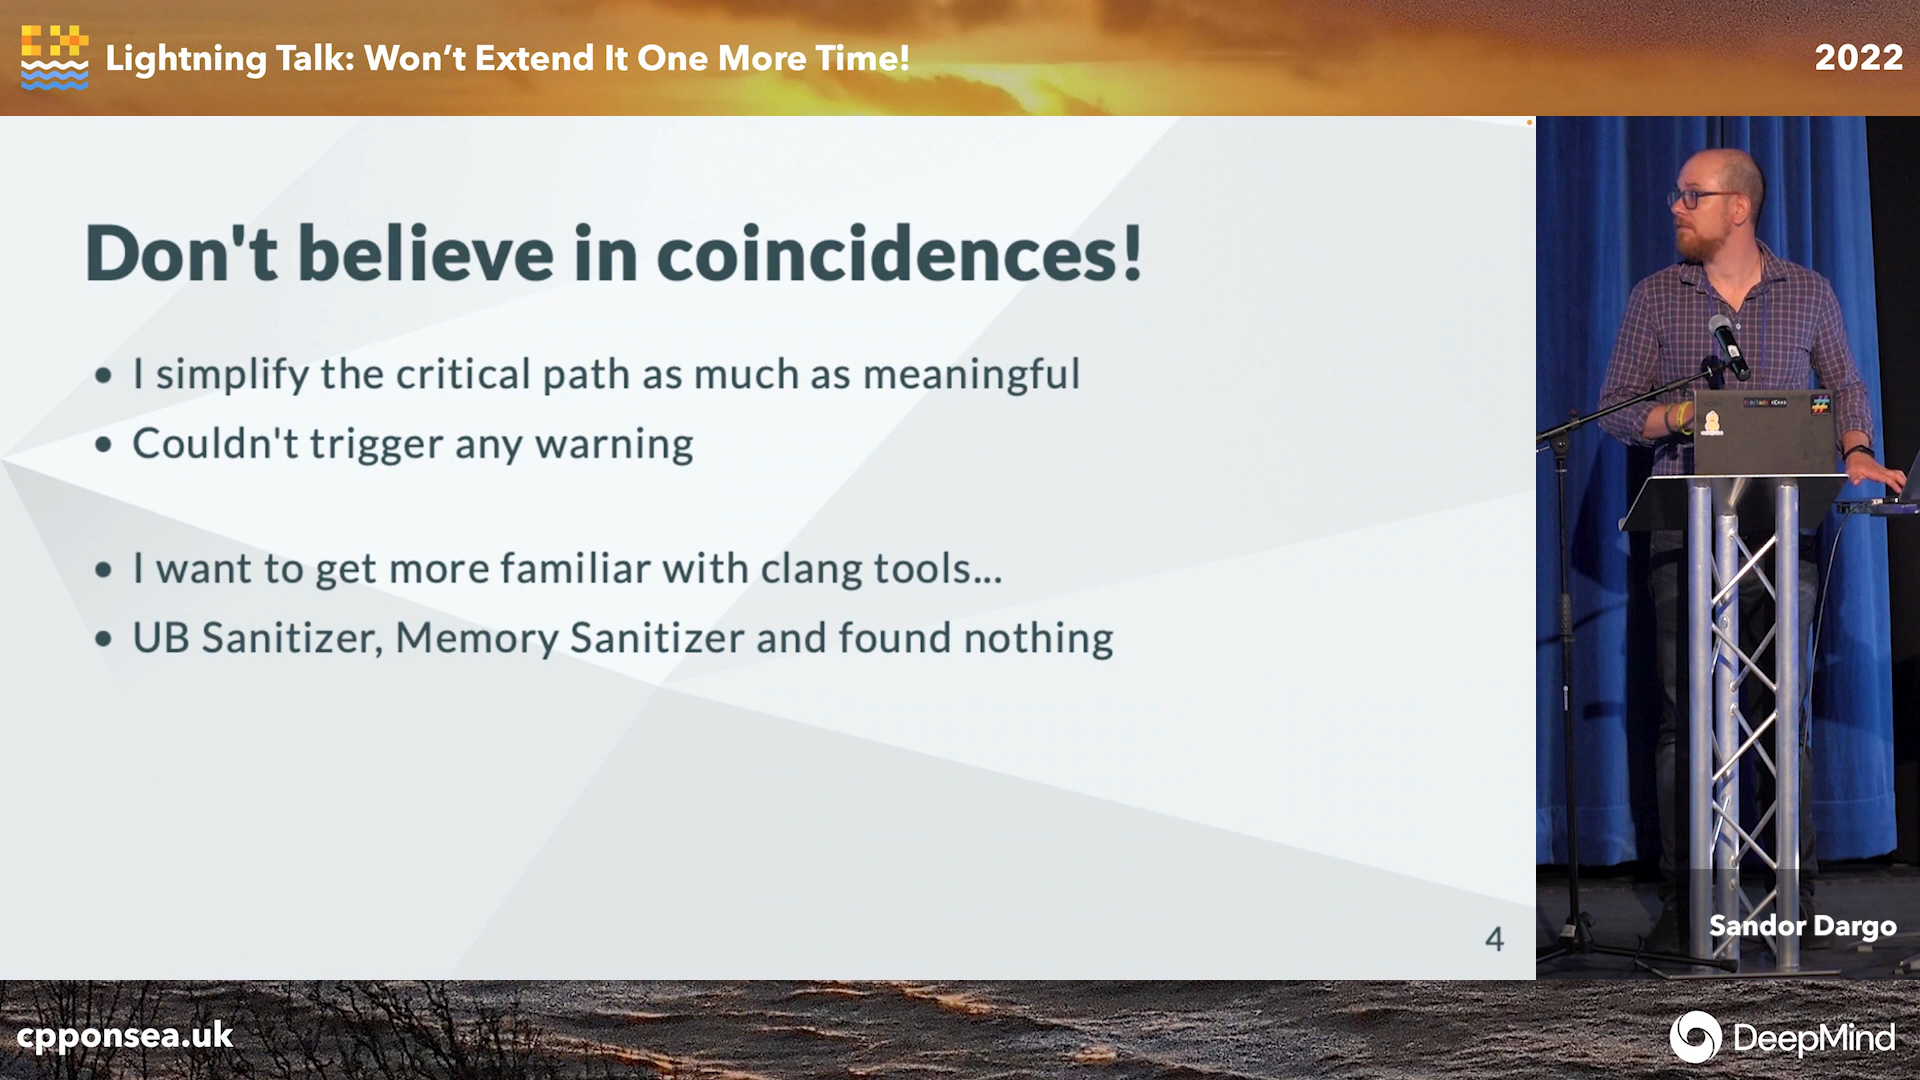 Lightning Talk: Won't Extend It One More Time!
2022
Don't believe in coincidences!
• I simplify the critical path as much as meaningful
• Couldn't trigger any warning
• I want to get more familiar with clang tools...
• UB Sanitizer, Memory Sanitizer and found nothing
4
Sandor Dargo
cpponsea.uk
DeepMind